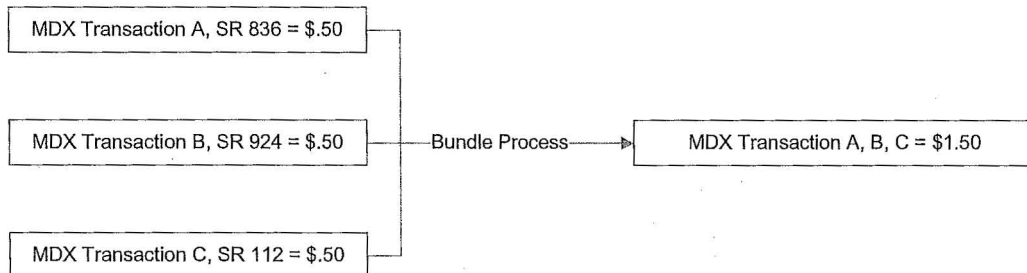 MDX Transaction A, SR 836 = $.50
MDX Transaction B, SR 924 = $.50
Bundle Process
MDX Transaction A, B, C = $1.50
MDX Transaction C, SR 112 = $.50